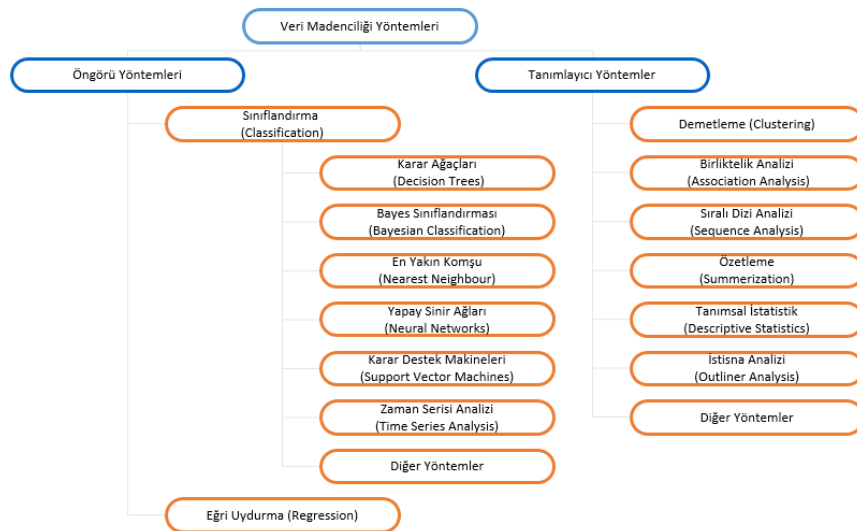 Veri Madenciliği Yöntemleri
Öngörü Yöntemleri
Sınıflandırma
(Classification)
Karar Ağaçları
(Decision Trees)
Bayes Sınıflandırması
(Bayesian Classification)
En Yakın Komşu
(Nearest Neighbour)
Yapay Sinir Ağları
(Neural Networks)
Karar Destek Makineleri
(Support Vector Machines)
Zaman Serisi Analizi
(Time Series Analysis)
Diğer Yöntemler
Eğri Uydurma (Regression)
Tanımlayıcı Yöntemler
Demetleme (Clustering)
Birliktelik Analizi
(Association Analysis)
Sıralı Dizi Analizi
(Sequence Analysis)
Özetleme
(Summerization)
Tanımsal İstatistik
(Descriptive Statistics)
İstisna Analizi
(Outliner Analysis)
Diğer Yöntemler